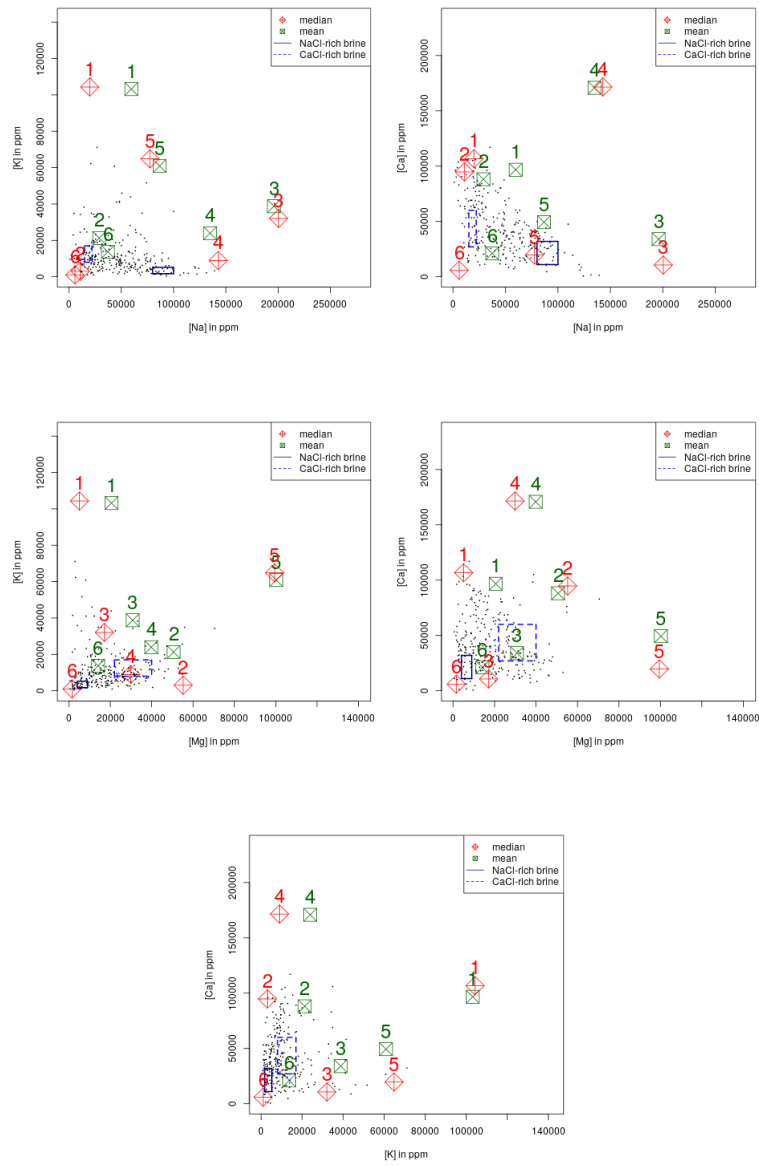 median
mean
NaCl-rich brine
CaCl-rich brine
[K] in ppm
0 20000 40000 60000 80000 120000
1 1 5 5 3 3 4 4 2 6 6 2
0 50000 100000 150000 200000 250000
[Na] in ppm
median
mean
NaCl-rich brine
CaCl-rich brine
[Ca] in ppm
0 50000 100000 150000 200000
4 4 1 2 2 1 5 5 6 6 3 3
0 50000 100000 150000 200000 250000
[Na] in ppm
median
mean
NaCl-rich brine
CaCl-rich brine
[K] in ppm
0 20000 40000 60000 80000 120000
1 1 5 5 3 3 4 4 2 2 6 6
0 20000 40000 60000 80000 100000 140000
[Mg] in ppm
median
mean
NaCl-rich brine
CaCl-rich brine
[Ca] in ppm
0 50000 100000 150000 200000
4 4 1 1 2 2 5 5 3 3 6 6
0 20000 40000 60000 80000 100000 140000
[Mg] in ppm
median
mean
NaCl-rich brine
CaCl-rich brine
[Ca] in ppm
0 50000 100000 150000 200000
4 4 1 1 2 2 5 5 3 3 6 6
0 20000 40000 60000 80000 100000 140000
[K] in ppm